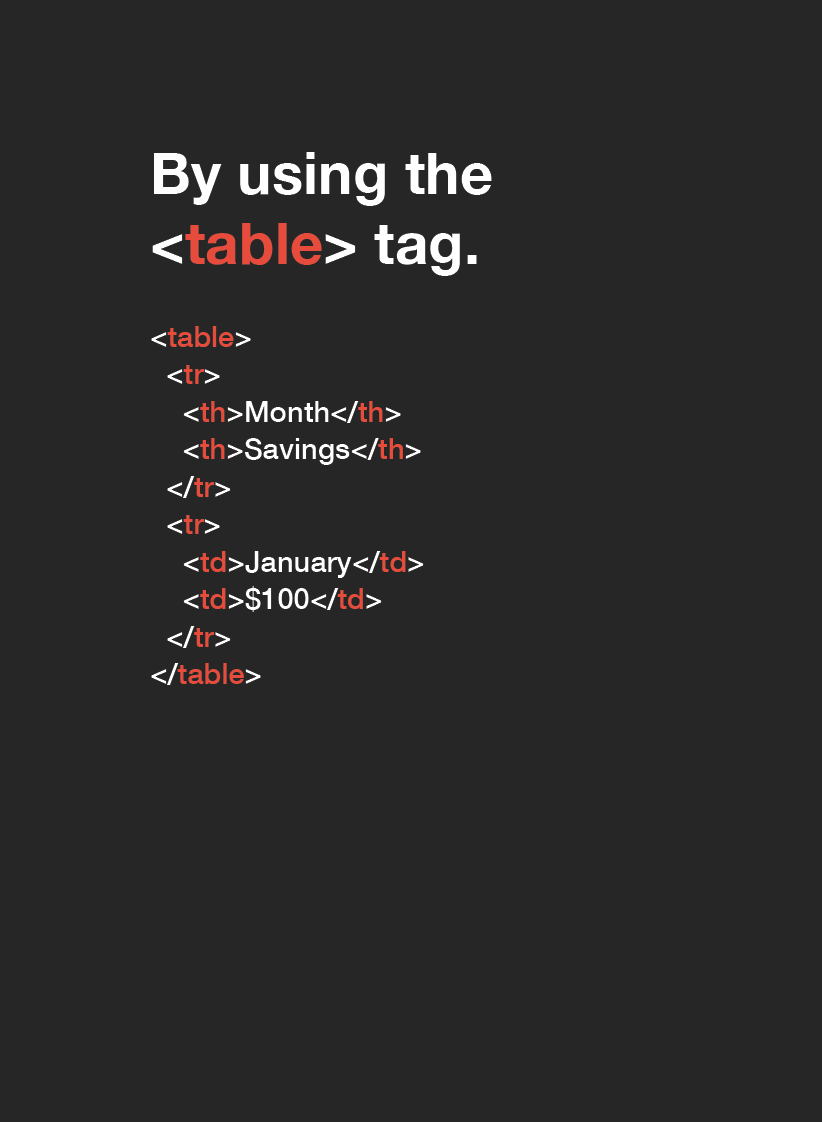 By using the
<table> tag.
<table>
<tr>
<th>Month</th>
<th>Savings</th>
</tr>
<tr>
<td>January</td>
<td>$100</td>
</tr>
</table>